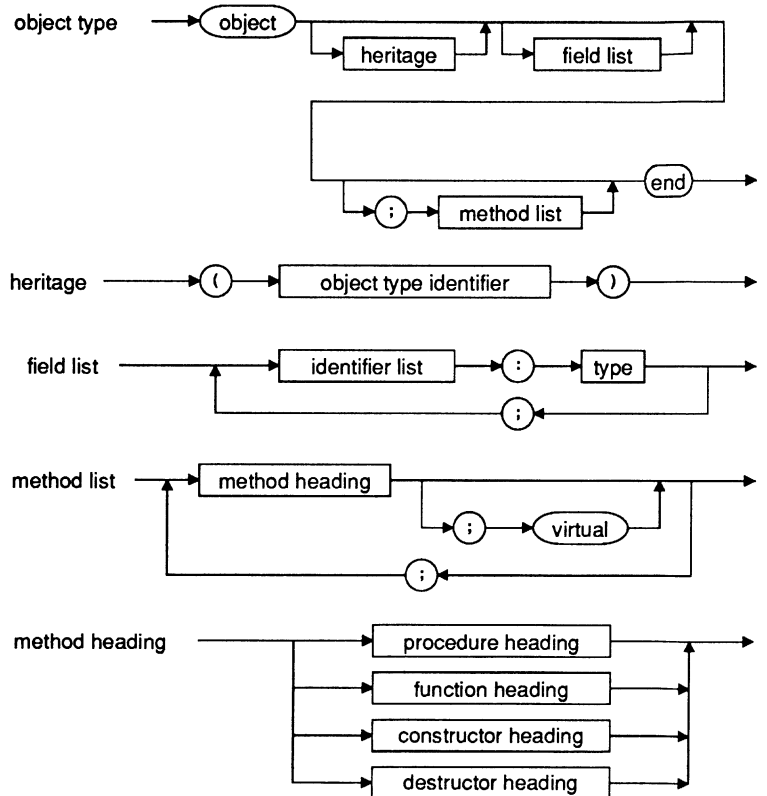 object type object
heritage field list
; method list end
heritage ( object type identifier )
field list identifier list : type
;
method list method heading
; virtual
;
method heading procedure heading
function heading
constructor heading
destructor heading